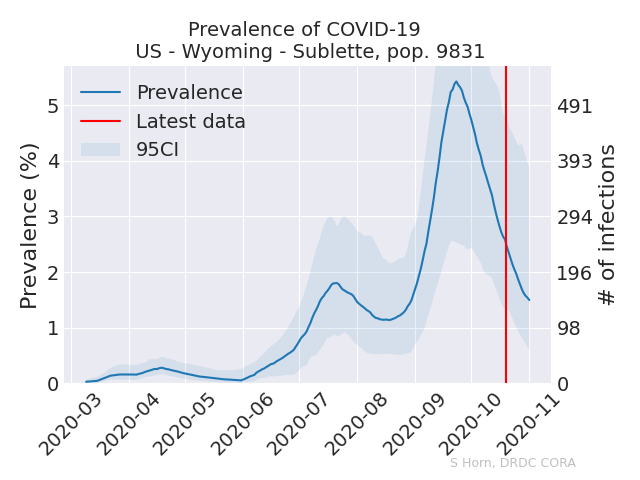 Prevalence of COVID-19
US - Wyoming - Sublette, pop. 9831
Prevalence
Latest data
95CI
Prevalence (%)
5
4
3
2
1
0
491
393
294
196
98
0
# of infections
2020-03
2020-04
2020-05
2020-06
2020-07
2020-08
2020-09
2020-10
2020-11
S Horn, DRDC CORA